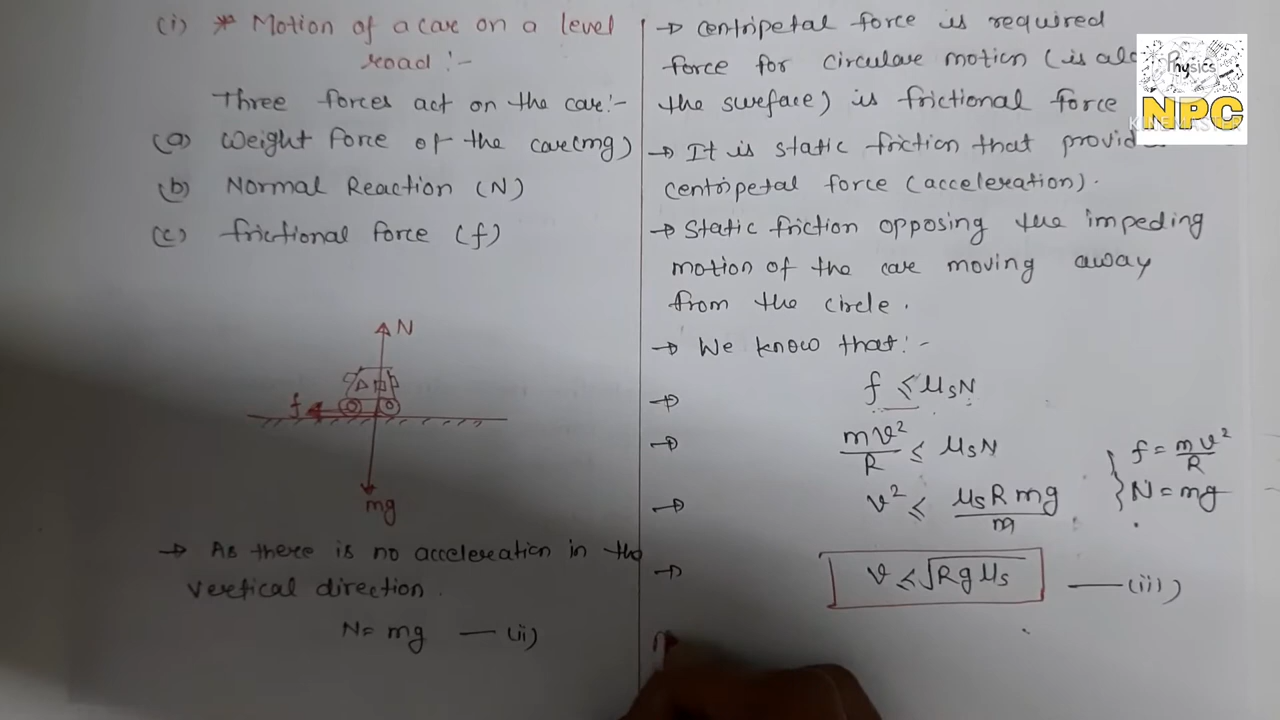 (i) * Motion of a car on a level
road :-
Three forces act on the car:-
(a) Weight force of the car(mg)
(b) Normal Reaction (N)
(c) frictional force (f)
N
f
mg
→ As there is no acceleration in the
vertical direction.
N= mg — (ii)
→ centripetal force is required
force for circular motion (is alo
the surface) is frictional force
→ It is static friction that provid
centripetal force (acceleration).
→ Static friction opposing the impeding
motion of the car moving away
from the circle.
→ We know that:-
→ f ≤ μsN
→ mv²/R ≤ μsN
f = mv²/R
N = mg
→ v² ≤ μsRmg/m
→ v ≤ √Rgμs — (iii)
Physics
NPC